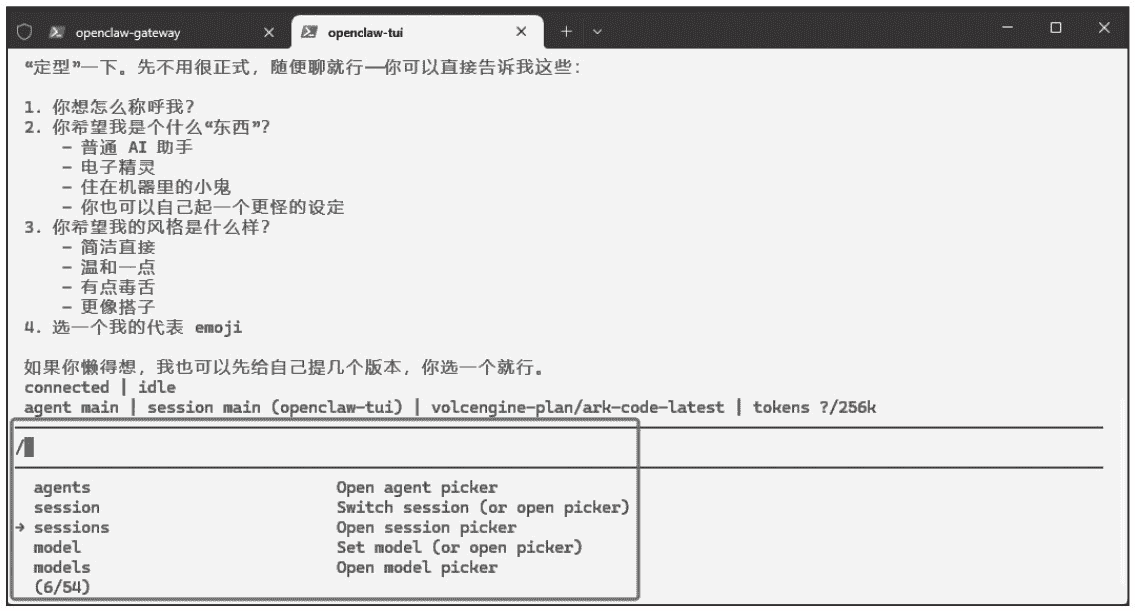 openclaw-gateway
openclaw-tui
“定型”一下。先不用很正式，随便聊就行——你可以直接告诉我这些：
1. 你想怎么称呼我？
2. 你希望我是个什么“东西”？
- 普通 AI 助手
- 电子精灵
- 住在机器里的小鬼
- 你也可以自己起一个更怪的设定
3. 你希望我的风格是什么样？
- 简洁直接
- 温和一点
- 有点毒舌
- 更像搭子
4. 选一个我的代表 emoji
如果你懒得想，我也可以先给自己提几个版本，你选一个就行。
connected | idle
agent main | session main (openclaw-tui) | volcengine-plan/ark-code-latest | tokens ?/256k
/
agents Open agent picker
session Switch session (or open picker)
→ sessions Open session picker
model Set model (or open picker)
models Open model picker
(6/54)